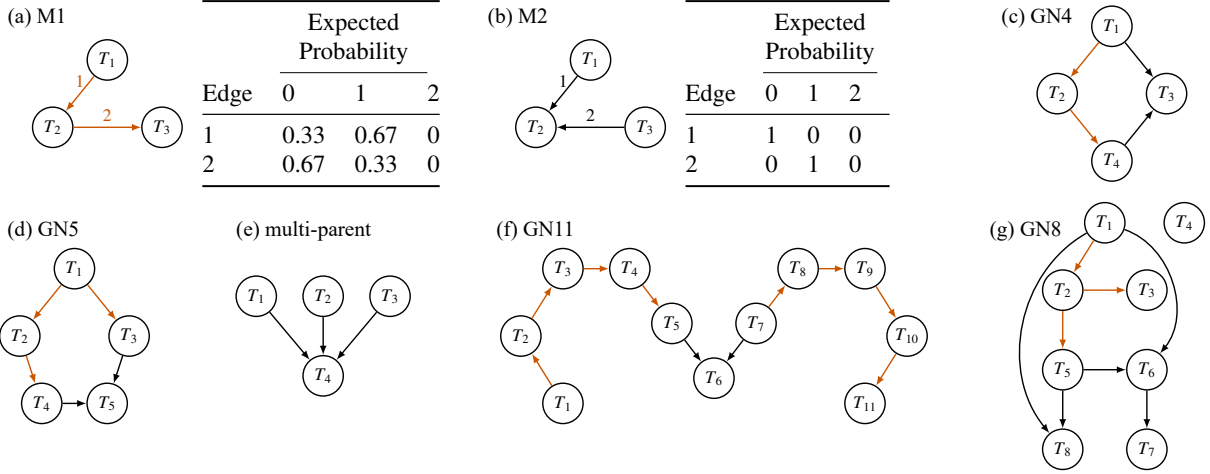 (a) M1
T1
1
T2
2
T3
Expected
Probability
Edge 0 1 2
1 0.33 0.67 0
2 0.67 0.33 0
(b) M2
T1
1
T2
2
T3
Expected
Probability
Edge 0 1 2
1 1 0 0
2 0 1 0
(c) GN4
T1
T2
T3
T4
(d) GN5
T1
T2
T3
T4
T5
(e) multi-parent
T1
T2
T3
T4
(f) GN11
T3
T4
T8
T9
T2
T5
T7
T10
T6
T1
T11
(g) GN8
T1
T4
T2
T3
T5
T6
T8
T7